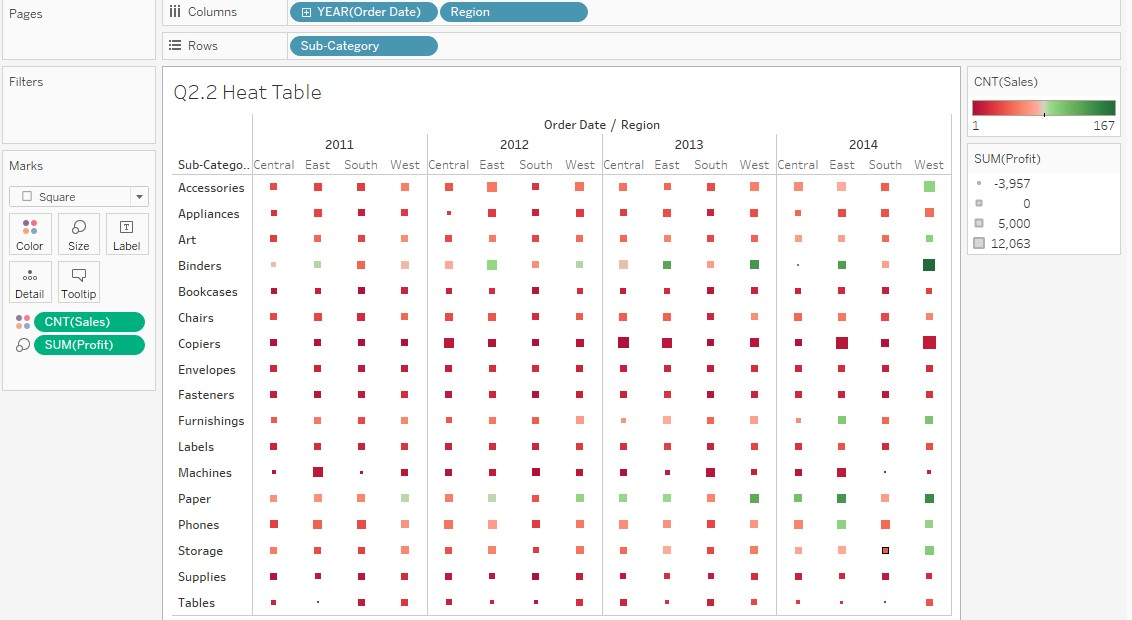 Pages
Columns
YEAR(Order Date)
Region
Rows
Sub-Category
Filters
Marks
Square
Color
Size
Label
Detail
Tooltip
CNT(Sales)
SUM(Profit)
Q2.2 Heat Table
Order Date / Region
2011 2012 2013 2014
Sub-Catego.. Central East South West Central East South West Central East South West Central East South West
Accessories
Appliances
Art
Binders
Bookcases
Chairs
Copiers
Envelopes
Fasteners
Furnishings
Labels
Machines
Paper
Phones
Storage
Supplies
Tables
CNT(Sales)
1 167
SUM(Profit)
-3,957
0
5,000
12,063